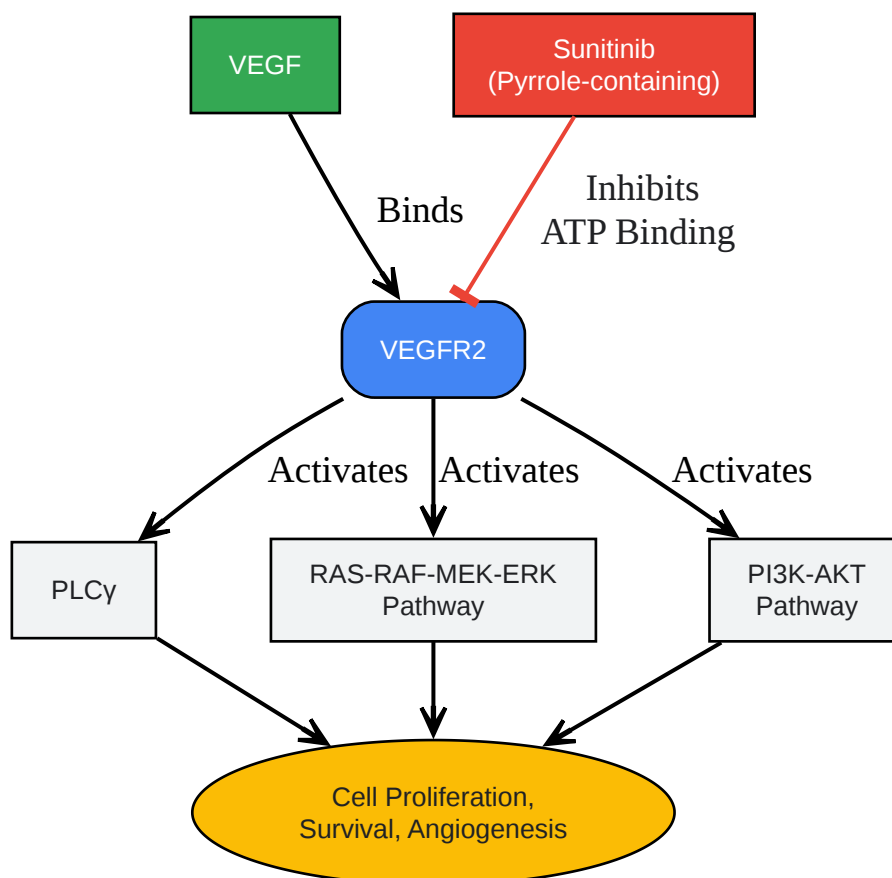 VEGF
Sunitinib
(Pyrrole-containing)
Binds
Inhibits
ATP Binding
VEGFR2
Activates
Activates
Activates
PLCγ
RAS-RAF-MEK-ERK
Pathway
PI3K-AKT
Pathway
Cell Proliferation,
Survival, Angiogenesis